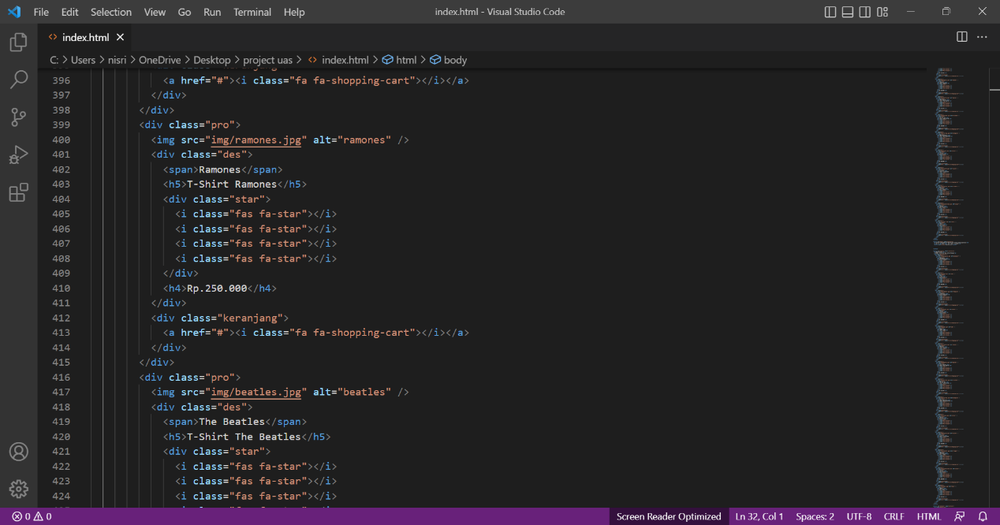 File Edit Selection View Go Run Terminal Help
index.html - Visual Studio Code
index.html
C: > Users > nisri > OneDrive > Desktop > project uas > index.html > html > body
396 <a href="#"><i class="fa fa-shopping-cart"></i></a>
397 </div>
398 </div>
399 <div class="pro">
400 <img src="img/ramones.jpg" alt="ramones" />
401 <div class="des">
402 <span>Ramones</span>
403 <h5>T-Shirt Ramones</h5>
404 <div class="star">
405 <i class="fas fa-star"></i>
406 <i class="fas fa-star"></i>
407 <i class="fas fa-star"></i>
408 <i class="fas fa-star"></i>
409 </div>
410 <h4>Rp.250.000</h4>
411 </div>
412 <div class="keranjang">
413 <a href="#"><i class="fa fa-shopping-cart"></i></a>
414 </div>
415 </div>
416 <div class="pro">
417 <img src="img/beatles.jpg" alt="beatles" />
418 <div class="des">
419 <span>The Beatles</span>
420 <h5>T-Shirt The Beatles</h5>
421 <div class="star">
422 <i class="fas fa-star"></i>
423 <i class="fas fa-star"></i>
424 <i class="fas fa-star"></i>
0 0 Screen Reader Optimized Ln 32, Col 1 Spaces: 2 UTF-8 CRLF HTML